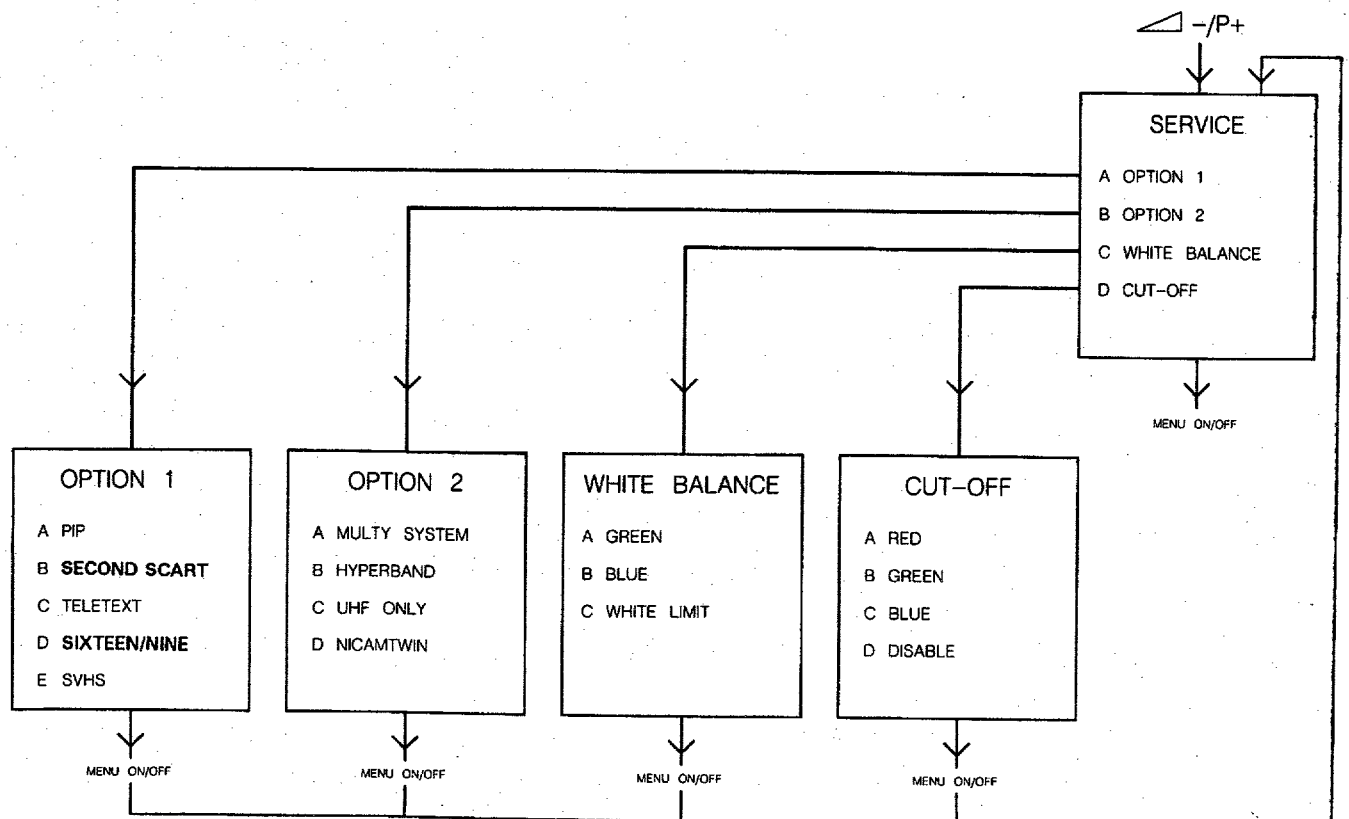 -/P+
SERVICE
A OPTION 1
B OPTION 2
C WHITE BALANCE
D CUT-OFF
MENU ON/OFF
OPTION 1
A PIP
B SECOND SCART
C TELETEXT
D SIXTEEN/NINE
E SVHS
MENU ON/OFF
OPTION 2
A MULTY SYSTEM
B HYPERBAND
C UHF ONLY
D NICAMTWIN
MENU ON/OFF
WHITE BALANCE
A GREEN
B BLUE
C WHITE LIMIT
MENU ON/OFF
CUT-OFF
A RED
B GREEN
C BLUE
D DISABLE
MENU ON/OFF